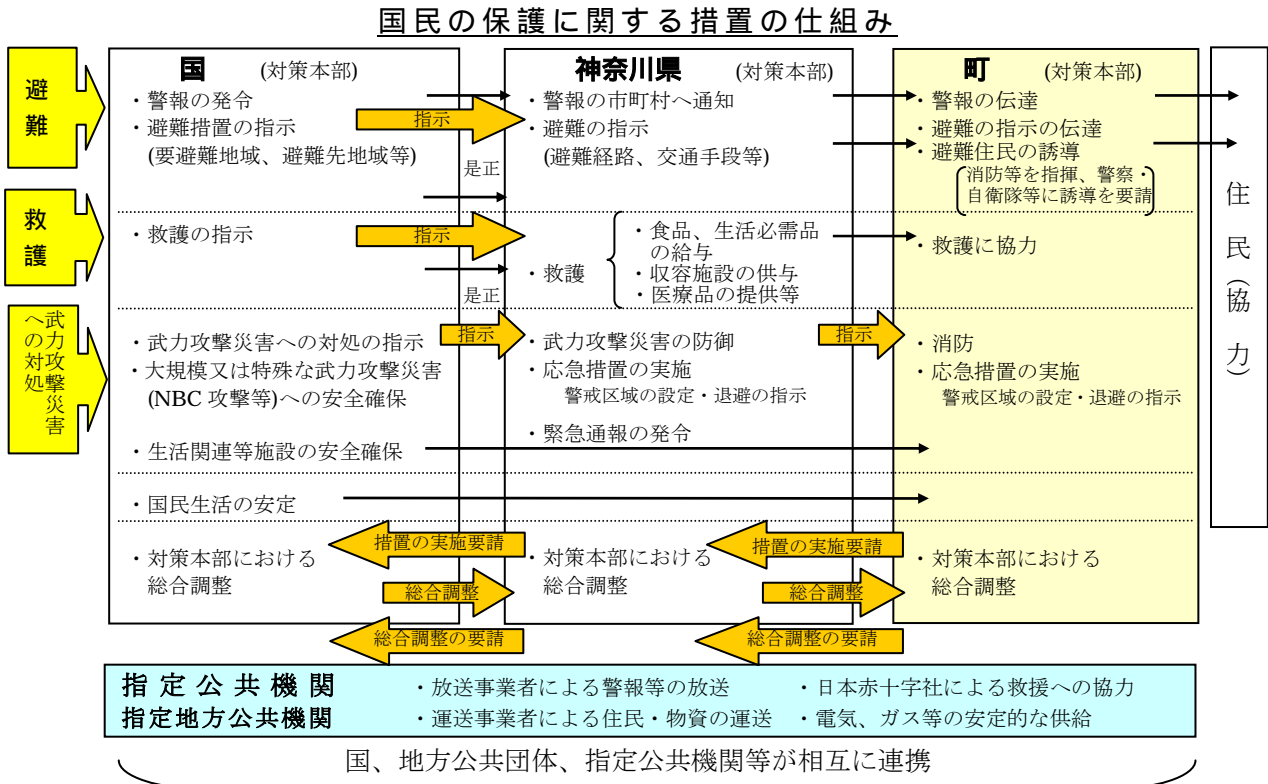 国民の保護に関する措置の仕組み
避難
国 (対策本部)
・警報の発令
・避難措置の指示
(要避難地域、避難先地域等)
指示
是正
神奈川県 (対策本部)
・警報の市町村へ通知
・避難の指示
(避難経路、交通手段等)
町 (対策本部)
・警報の伝達
・避難の指示の伝達
・避難住民の誘導
消防等を指揮、警察・
自衛隊等に誘導を要請
住民(協力)
救護
・救護の指示
指示
是正
・救護
・食品、生活必需品
の給与
・収容施設の供与
・医療品の提供等
・救護に協力
武力攻撃災害
への対処
・武力攻撃災害への対処の指示
・大規模又は特殊な武力攻撃災害
(NBC 攻撃等)への安全確保
・生活関連等施設の安全確保
指示
・武力攻撃災害の防御
・応急措置の実施
警戒区域の設定・退避の指示
・緊急通報の発令
指示
・消防
・応急措置の実施
警戒区域の設定・退避の指示
・国民生活の安定
措置の実施要請
措置の実施要請
・対策本部における
総合調整
・対策本部における
総合調整
・対策本部における
総合調整
総合調整
総合調整
総合調整の要請
総合調整の要請
指定公共機関
指定地方公共機関
・放送事業者による警報等の放送
・日本赤十字社による救援への協力
・運送事業者による住民・物資の運送
・電気、ガス等の安定的な供給
国、地方公共団体、指定公共機関等が相互に連携